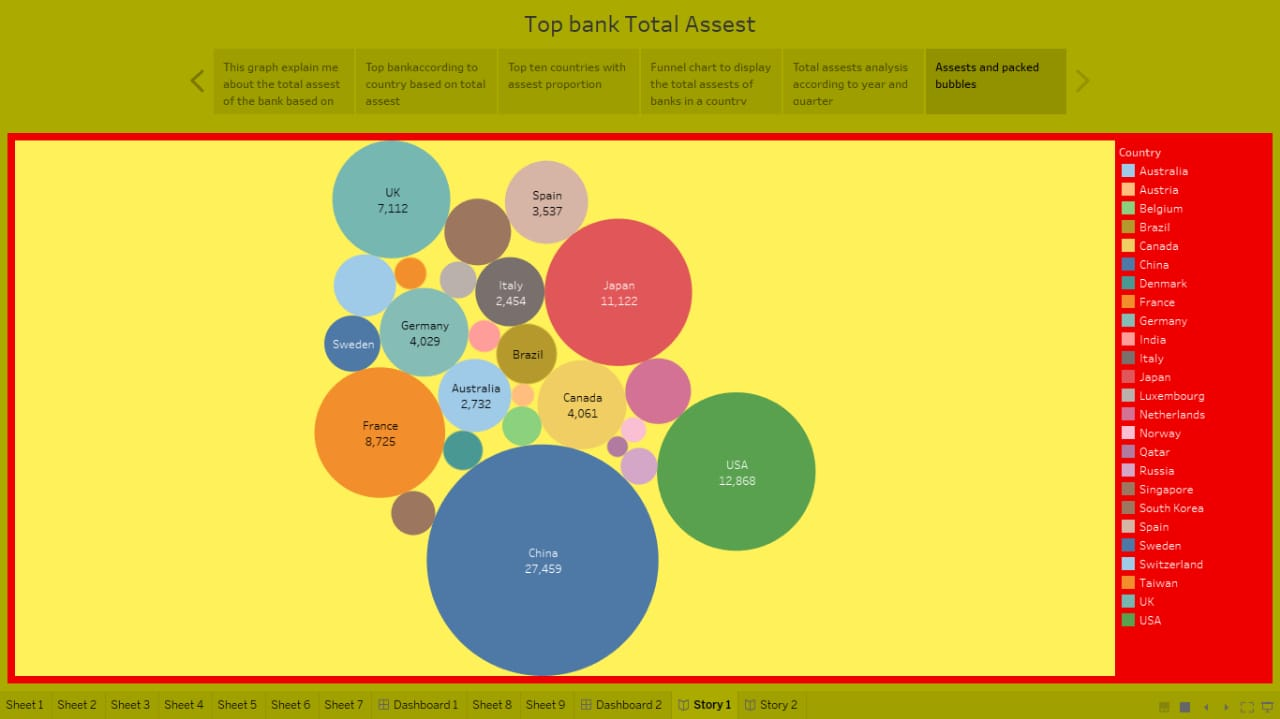 Top bank Total Assest
This graph explain me
about the total assest
of the bank based on
Top bankaccording to
country based on total
assest
Top ten countries with
assest proportion
Funnel chart to display
the total assests of
banks in a country
Total assests analysis
according to year and
quarter
Assests and packed
bubbles
UK
7,112
Spain
3,537
Italy
2,454
Japan
11,122
Germany
4,029
Sweden
Brazil
Australia
2,732
Canada
4,061
France
8,725
USA
12,868
China
27,459
Country
Australia
Austria
Belgium
Brazil
Canada
China
Denmark
France
Germany
India
Italy
Japan
Luxembourg
Netherlands
Norway
Qatar
Russia
Singapore
South Korea
Spain
Sweden
Switzerland
Taiwan
UK
USA
Sheet 1 Sheet 2 Sheet 3 Sheet 4 Sheet 5 Sheet 6 Sheet 7 Dashboard 1 Sheet 8 Sheet 9 Dashboard 2 Story 1 Story 2